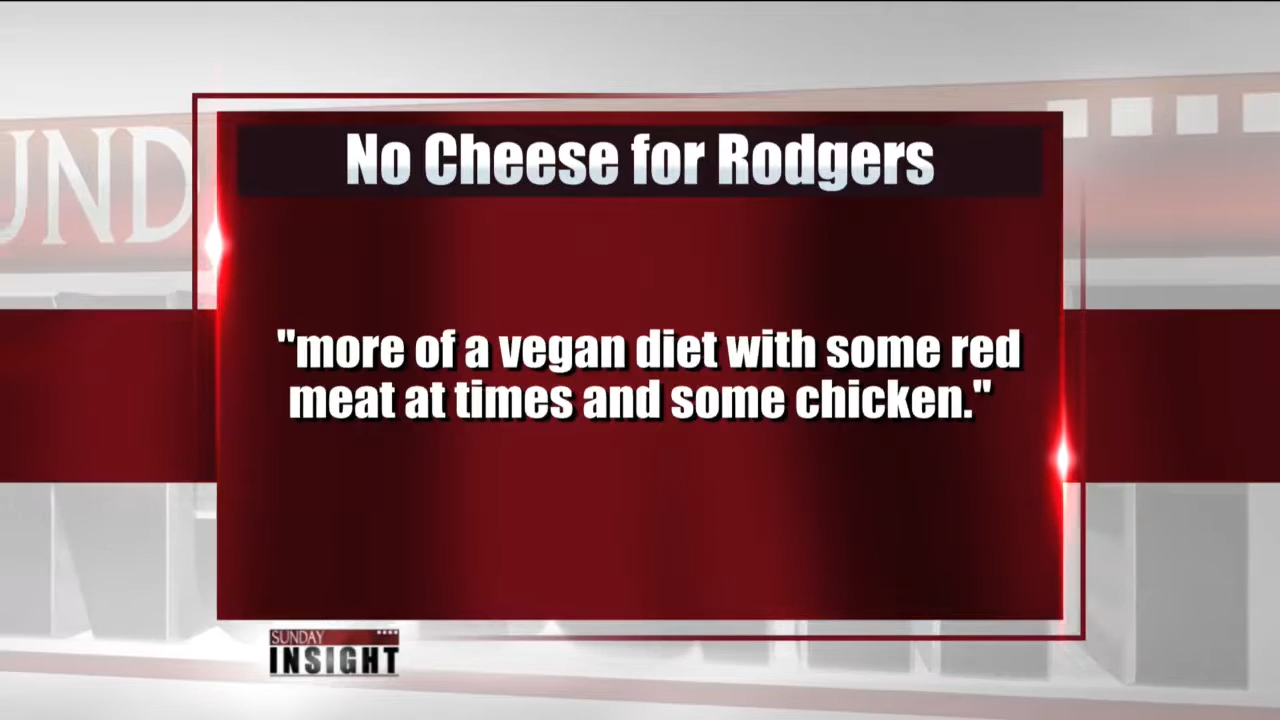 UND
No Cheese for Rodgers
"more of a vegan diet with some red
meat at times and some chicken."
SUNDAY
INSIGHT